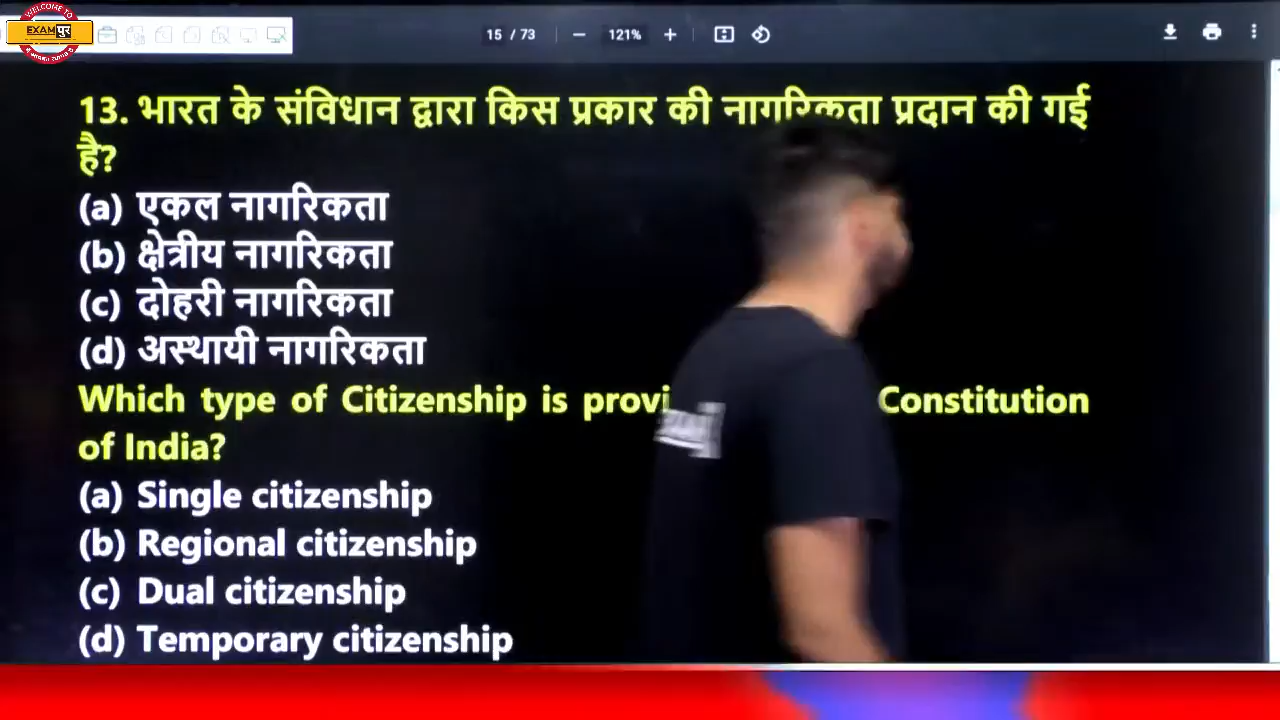 WELCOME TO
EXAMपुर
15 / 73
121%
13. भारत के संविधान द्वारा किस प्रकार की नागरिकता प्रदान की गई
है?
(a) एकल नागरिकता
(b) क्षेत्रीय नागरिकता
(c) दोहरी नागरिकता
(d) अस्थायी नागरिकता
Which type of Citizenship is Constitution
of India?
(a) Single citizenship
(b) Regional citizenship
(c) Dual citizenship
(d) Temporary citizenship